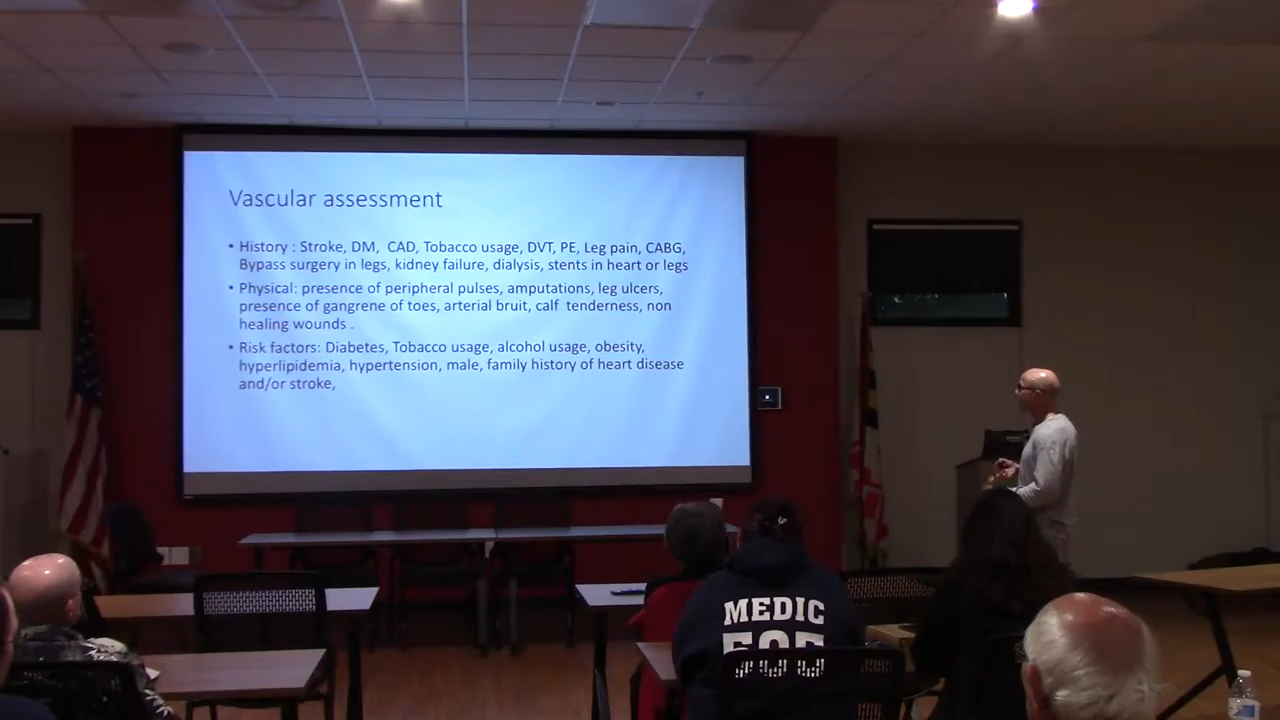 Vascular assessment
• History : Stroke, DM, CAD, Tobacco usage, DVT, PE, Leg pain, CABG,
Bypass surgery in legs, kidney failure, dialysis, stents in heart or legs
• Physical: presence of peripheral pulses, amputations, leg ulcers,
presence of gangrene of toes, arterial bruit, calf tenderness, non
healing wounds .
• Risk factors: Diabetes, Tobacco usage, alcohol usage, obesity,
hyperlipidemia, hypertension, male, family history of heart disease
and/or stroke,
MEDIC